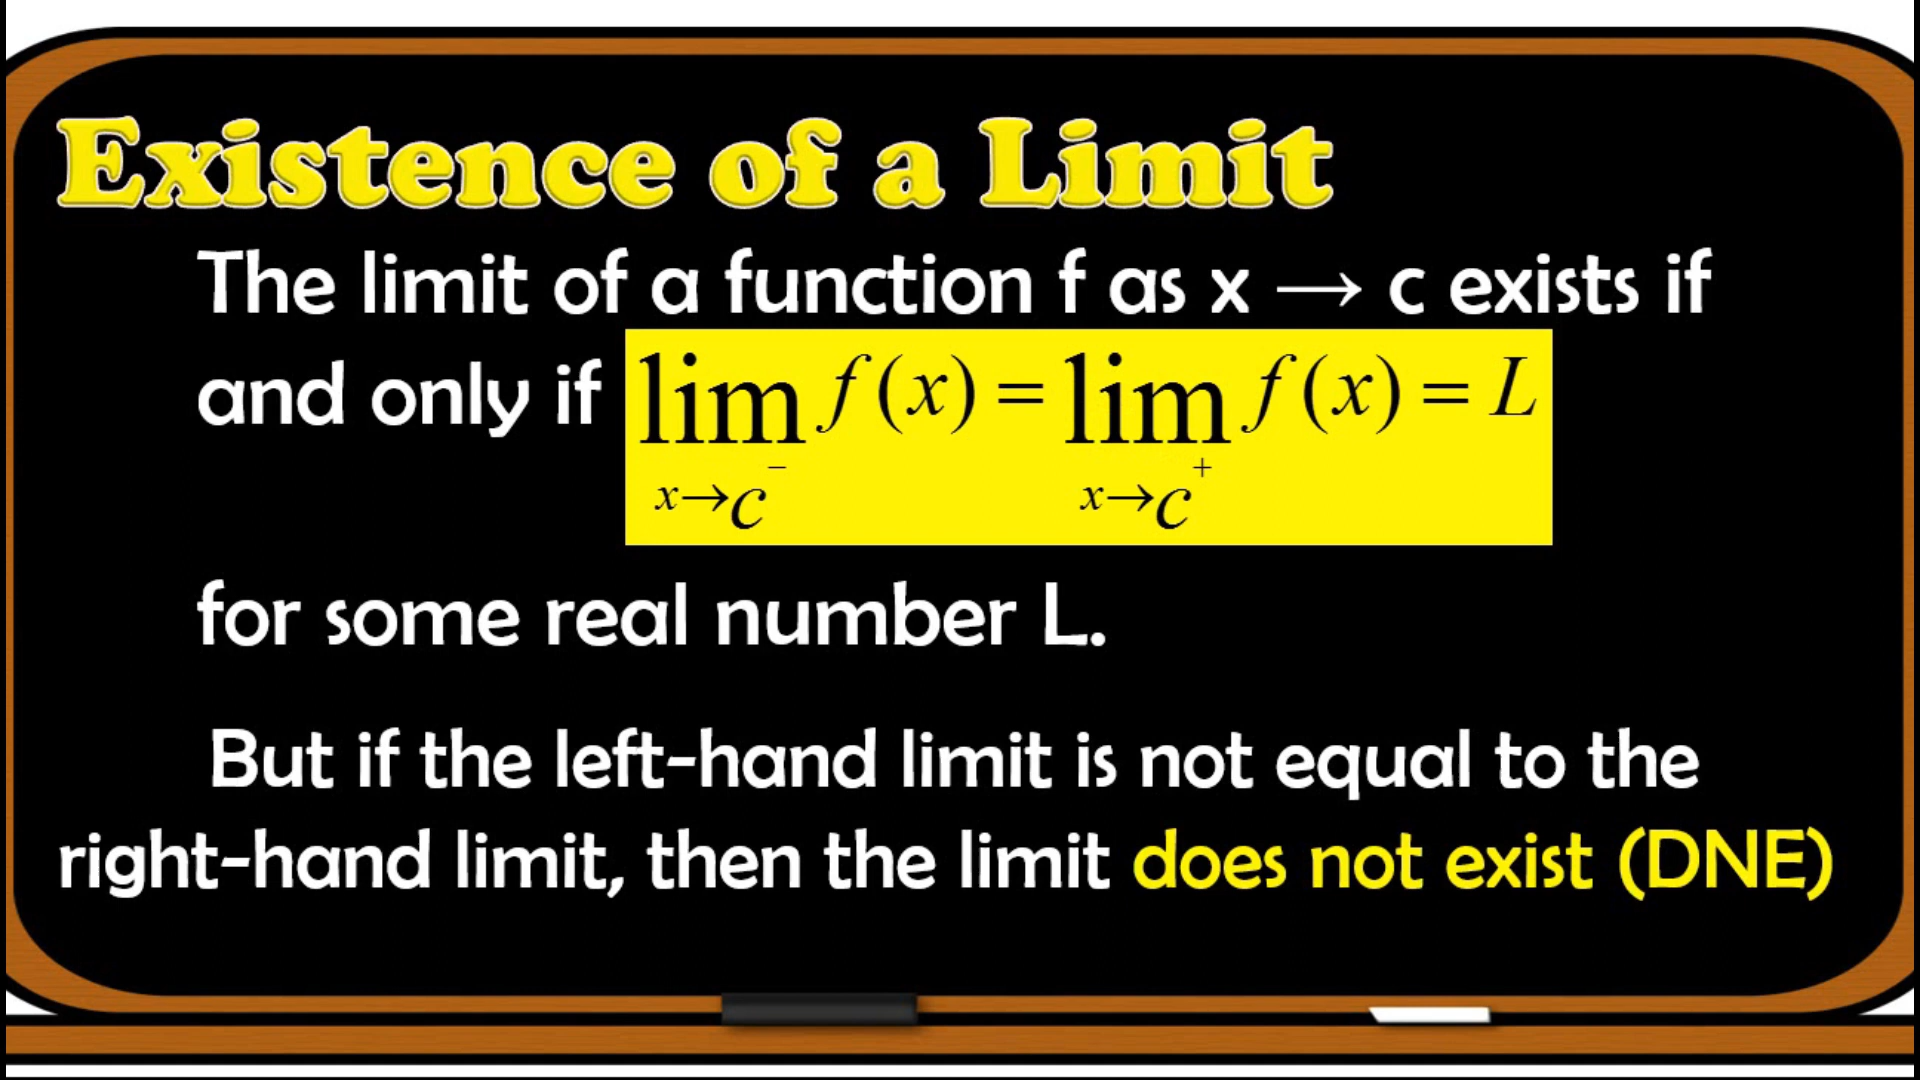 Existence of a Limit
The limit of a function f as x → c exists if
and only if lim x→c⁻ f(x) = lim x→c⁺ f(x) = L
for some real number L.
But if the left-hand limit is not equal to the
right-hand limit, then the limit does not exist (DNE)